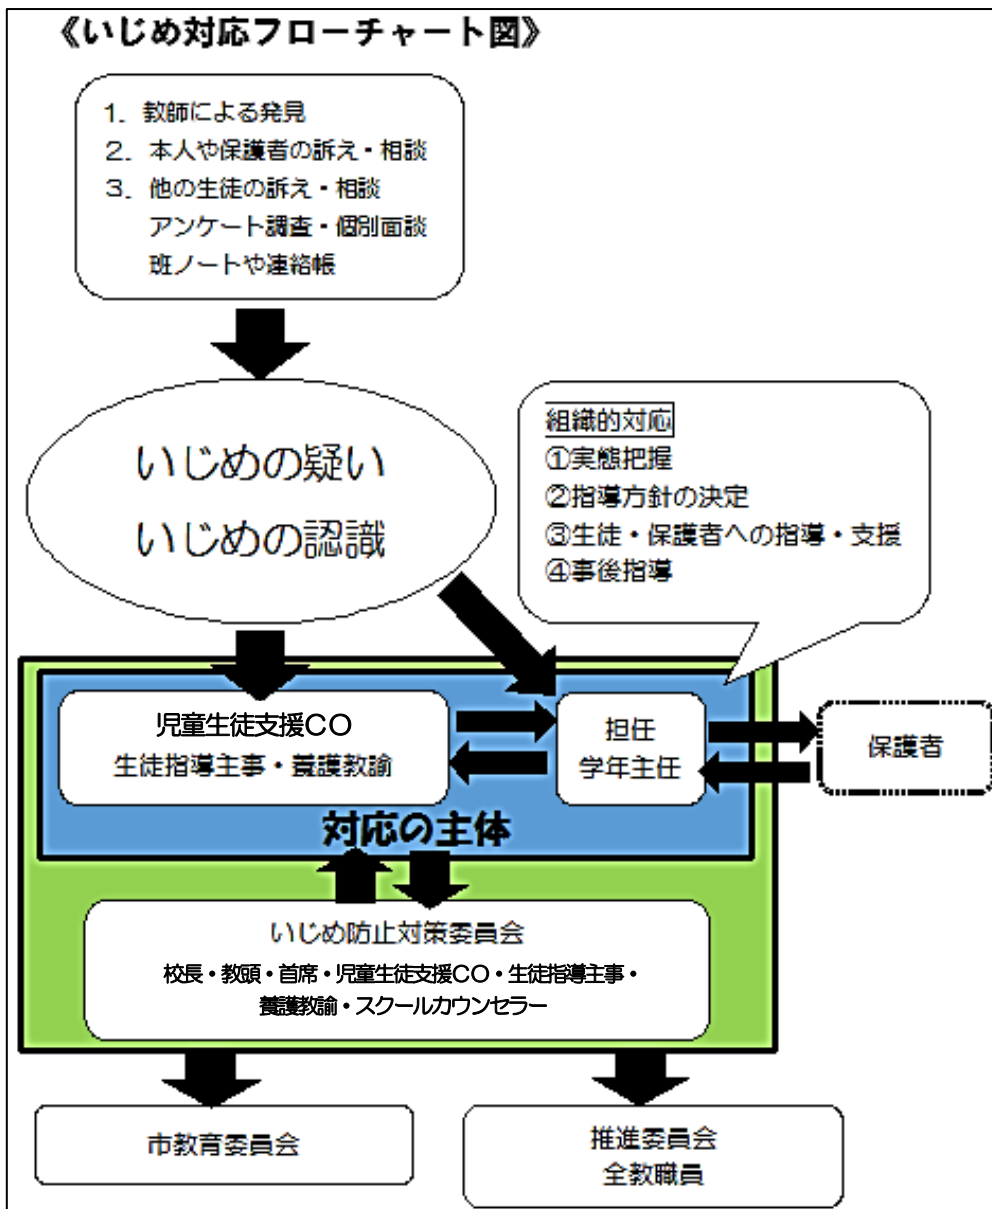 《いじめ対応フローチャート図》
１．教師による発見
２．本人や保護者の訴え・相談
３．他の生徒の訴え・相談
アンケート調査・個別面談
班ノートや連絡帳
いじめの疑い
いじめの認識
組織的対応
①実態把握
②指導方針の決定
③生徒・保護者への指導・支援
④事後指導
児童生徒支援ＣＯ
生徒指導主事・養護教諭
担任
学年主任
保護者
対応の主体
いじめ防止対策委員会
校長・教頭・首席・児童生徒支援ＣＯ・生徒指導主事・
養護教諭・スクールカウンセラー
市教育委員会
推進委員会
全教職員